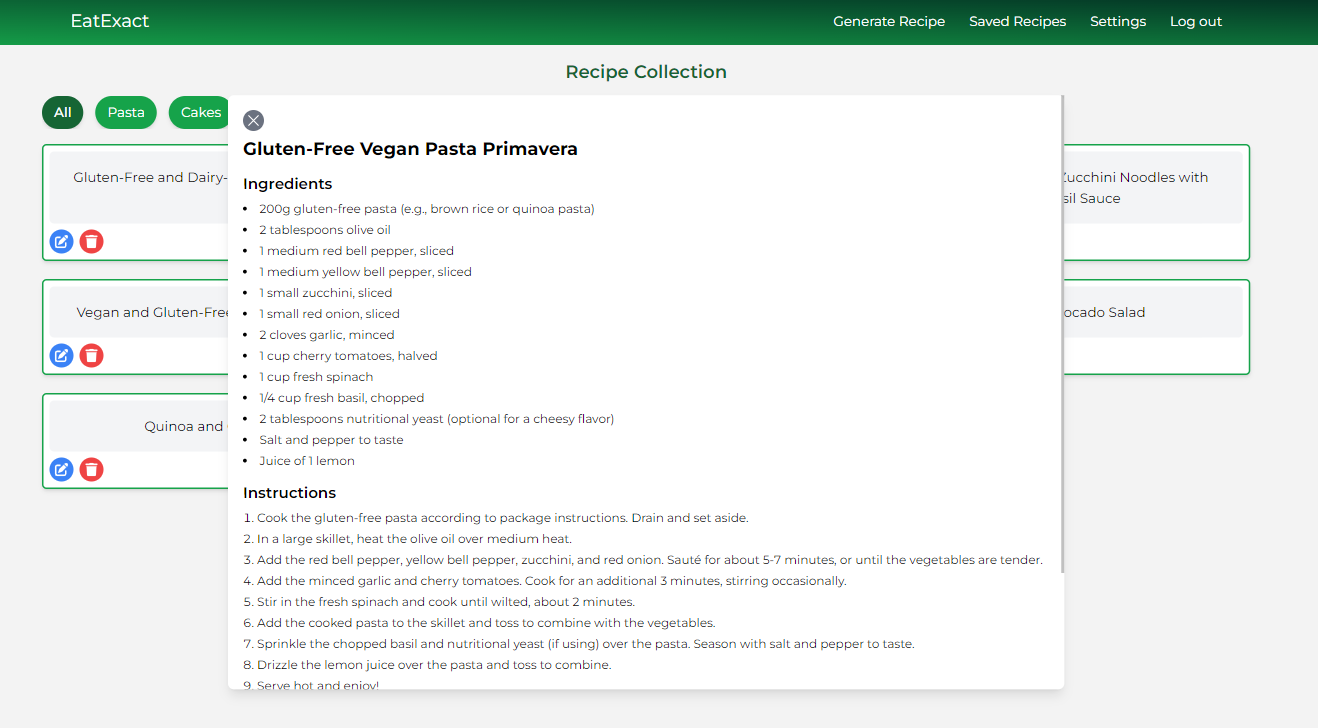 EatExact
Generate Recipe
Saved Recipes
Settings
Log out
Recipe Collection
All
Pasta
Cakes
Gluten-Free and Dairy-
Zucchini Noodles with
Sauce
Vegan and Gluten-Free
Salad
Quinoa and
Gluten-Free Vegan Pasta Primavera
Ingredients
• 200g gluten-free pasta (e.g., brown rice or quinoa pasta)
• 2 tablespoons olive oil
• 1 medium red bell pepper, sliced
• 1 medium yellow bell pepper, sliced
• 1 small zucchini, sliced
• 1 small red onion, sliced
• 2 cloves garlic, minced
• 1 cup cherry tomatoes, halved
• 1 cup fresh spinach
• 1/4 cup fresh basil, chopped
• 2 tablespoons nutritional yeast (optional for a cheesy flavor)
• Salt and pepper to taste
• Juice of 1 lemon
Instructions
1. Cook the gluten-free pasta according to package instructions. Drain and set aside.
2. In a large skillet, heat the olive oil over medium heat.
3. Add the red bell pepper, yellow bell pepper, zucchini, and red onion. Sauté for about 5-7 minutes, or until the vegetables are tender.
4. Add the minced garlic and cherry tomatoes. Cook for an additional 3 minutes, stirring occasionally.
5. Stir in the fresh spinach and cook until wilted, about 2 minutes.
6. Add the cooked pasta to the skillet and toss to combine with the vegetables.
7. Sprinkle the chopped basil and nutritional yeast (if using) over the pasta. Season with salt and pepper to taste.
8. Drizzle the lemon juice over the pasta and toss to combine.
9. Serve hot and enjoy!